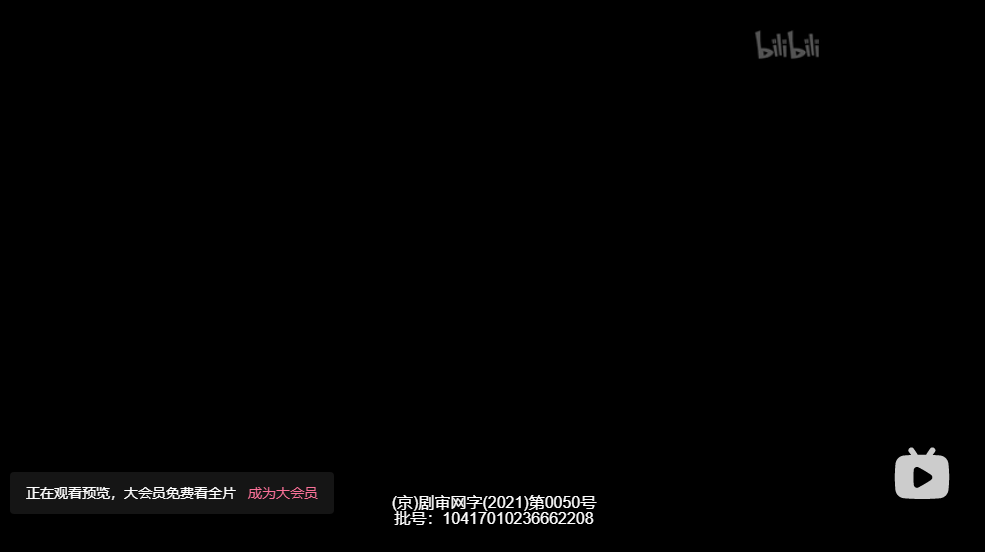 bilibili
正在观看预览，大会员免费看全片 成为大会员
(京)剧审网字(2021)第0050号
批号：10417010236662208